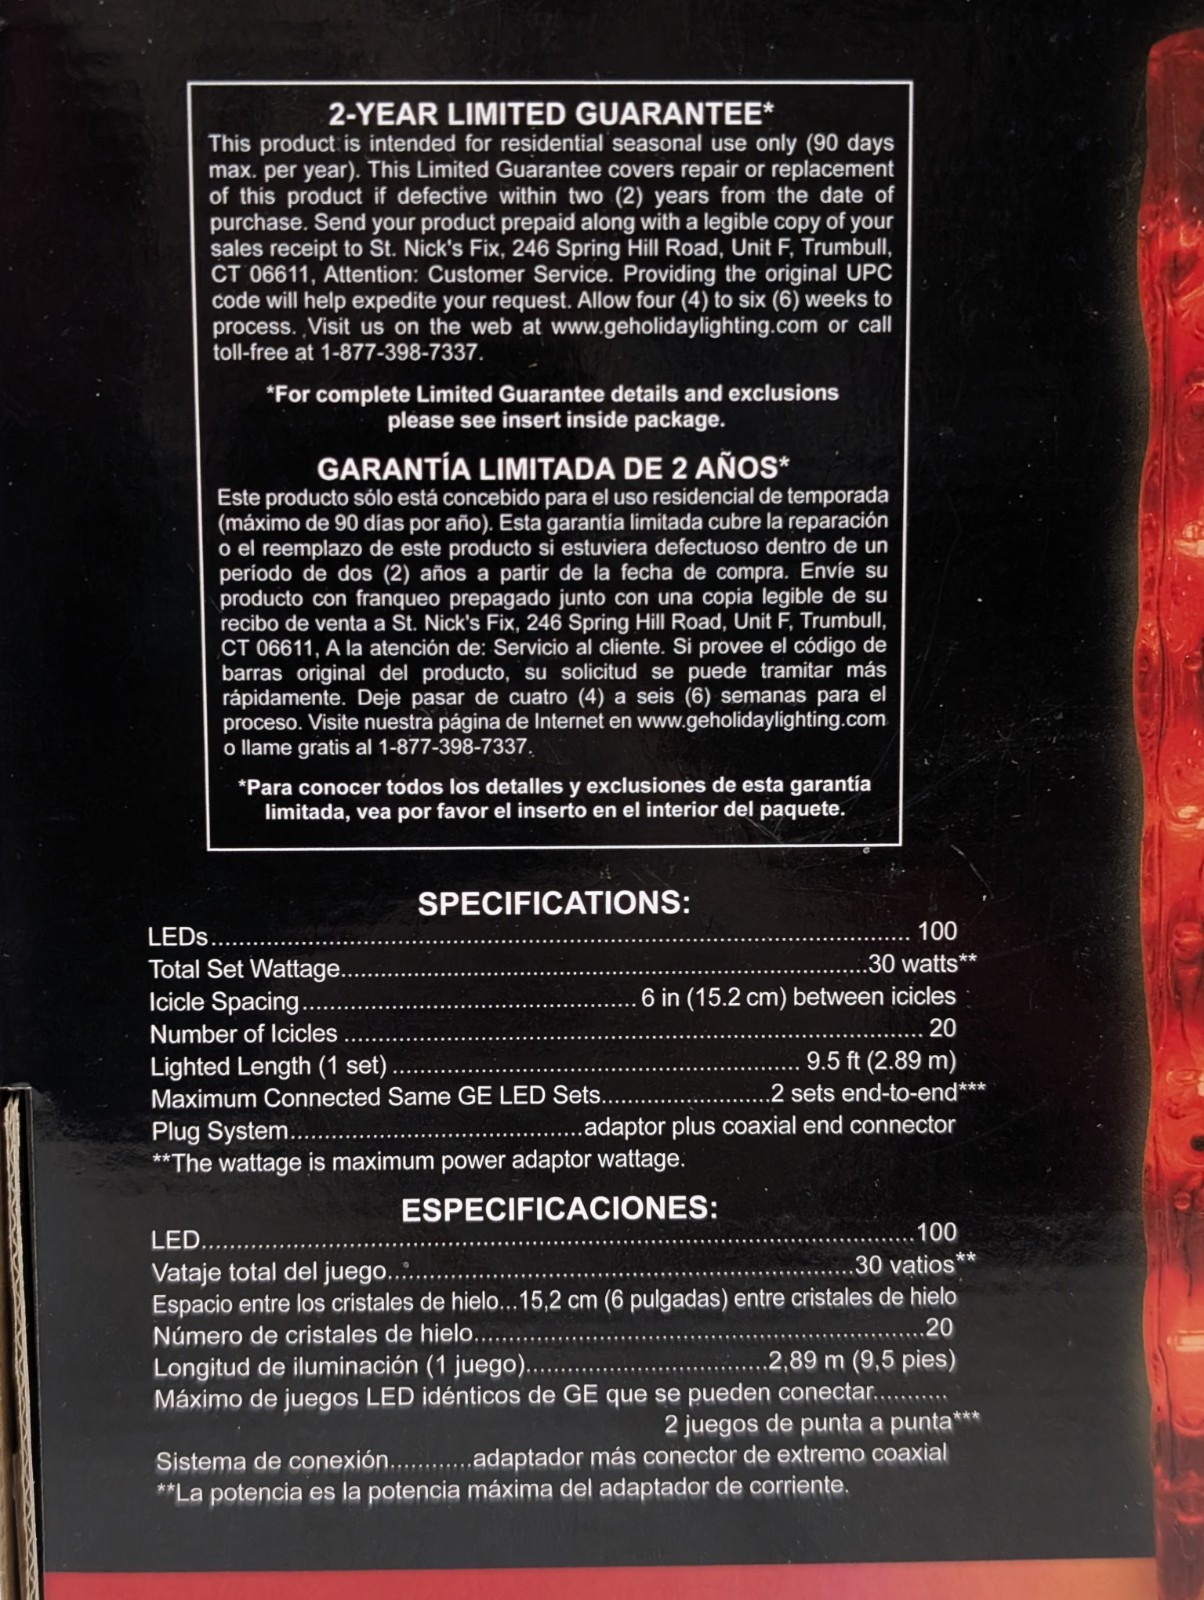 2-YEAR LIMITED GUARANTEE*
This product is intended for residential seasonal use only (90 days
max. per year). This Limited Guarantee covers repair or replacement
of this product if defective within two (2) years from the date of
purchase. Send your product prepaid along with a legible copy of your
sales receipt to St. Nick's Fix, 246 Spring Hill Road, Unit F, Trumbull,
CT 06611, Attention: Customer Service. Providing the original UPC
code will help expedite your request. Allow four (4) to six (6) weeks to
process. Visit us on the web at www.geholidaylighting.com or call
toll-free at 1-877-398-7337.
*For complete Limited Guarantee details and exclusions
please see insert inside package.
GARANTÍA LIMITADA DE 2 AÑOS*
Este producto sólo está concebido para el uso residencial de temporada
(máximo de 90 días por año). Esta garantía limitada cubre la reparación
o el reemplazo de este producto si estuviera defectuoso dentro de un
período de dos (2) años a partir de la fecha de compra. Envíe su
producto con franqueo prepagado junto con una copia legible de su
recibo de venta a St. Nick's Fix, 246 Spring Hill Road, Unit F, Trumbull,
CT 06611, A la atención de: Servicio al cliente. Si provee el código de
barras original del producto, su solicitud se puede tramitar más
rápidamente. Deje pasar de cuatro (4) a seis (6) semanas para el
proceso. Visite nuestra página de Internet en www.geholidaylighting.com
o llame gratis al 1-877-398-7337.
*Para conocer todos los detalles y exclusiones de esta garantía
limitada, vea por favor el inserto en el interior del paquete.
SPECIFICATIONS:
LEDs.......... 100
Total Set Wattage..........30 watts**
Icicle Spacing.......... 6 in (15.2 cm) between icicles
Number of Icicles .......... 20
Lighted Length (1 set) .......... 9.5 ft (2.89 m)
Maximum Connected Same GE LED Sets..........2 sets end-to-end***
Plug System..........adaptor plus coaxial end connector
**The wattage is maximum power adaptor wattage.
ESPECIFICACIONES:
LED..........100
Vataje total del juego..........30 vatios**
Espacio entre los cristales de hielo...15,2 cm (6 pulgadas) entre cristales de hielo
Número de cristales de hielo..........20
Longitud de iluminación (1 juego)..........2,89 m (9,5 pies)
Máximo de juegos LED idénticos de GE que se pueden conectar...........
2 juegos de punta a punta***
Sistema de conexión............adaptador más conector de extremo coaxial
**La potencia es la potencia máxima del adaptador de corriente.